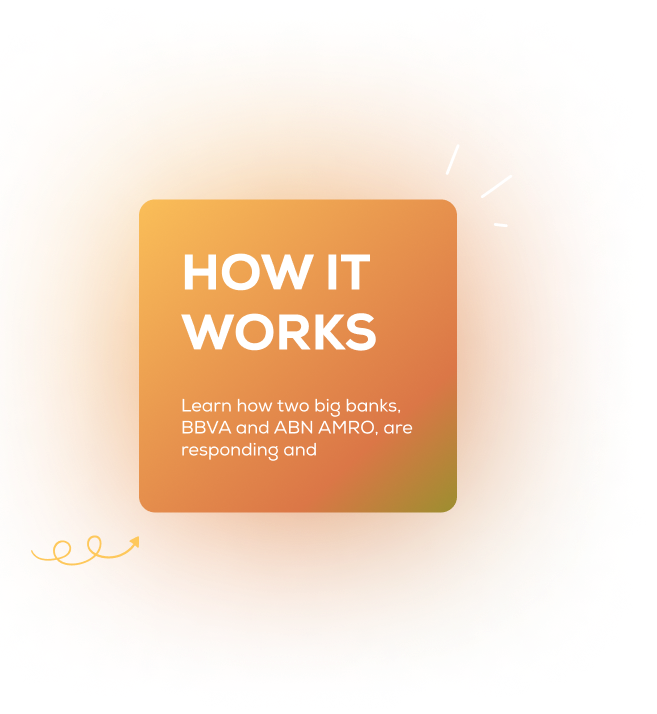 HOW IT
WORKS
Learn how two big banks,
BBVA and ABN AMRO, are
responding and